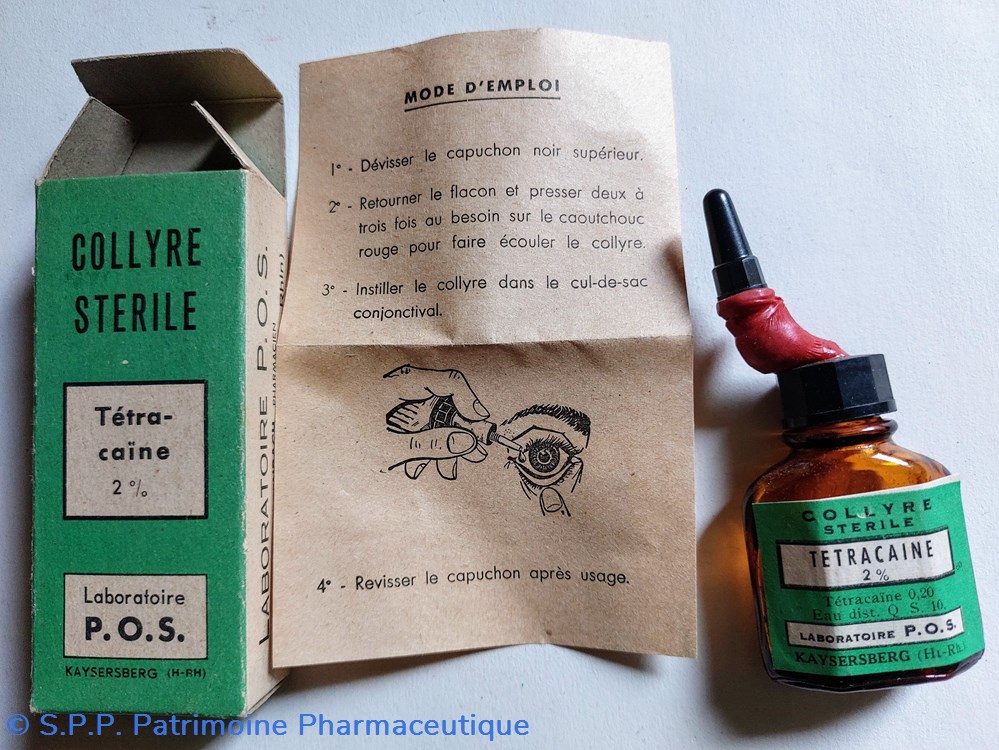 COLLYRE
STERILE
Tétra-
caïne
2 %
Laboratoire
P.O.S.
KAYSERSBERG (H-RH)
LABORATOIRE P.O.S.
PHARMACIEN
Rhin)
MODE D'EMPLOI
1° - Dévisser le capuchon noir supérieur.
2° - Retourner le flacon et presser deux à
trois fois au besoin sur le caoutchouc
rouge pour faire écouler le collyre.
3° - Instiller le collyre dans le cul-de-sac
conjonctival.
4° - Revisser le capuchon après usage.
COLLYRE
STERILE
TETRACAINE
2 %
Tétracaïne 0,20
Eau dist. Q S. 10.
LABORATOIRE P.O.S.
KAYSERSBERG (Ht-Rh.)
© S.P.P. Patrimoine Pharmaceutique